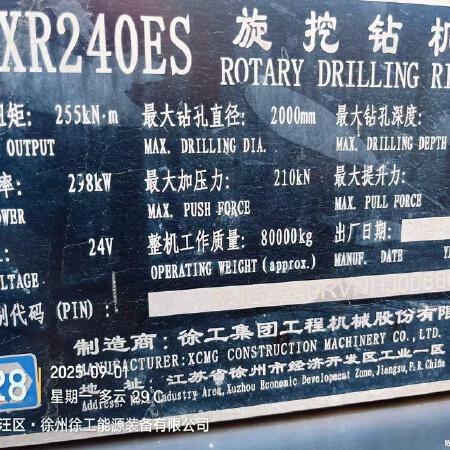 XR240ES 旋挖钻机
ROTARY DRILLING RI
矩: 255kN·m 最大钻孔直径: 2000mm 最大钻孔深度:
OUTPUT MAX. DRILLING DIA. MAX. DRILLING DEPTH
率: 298kW 最大加压力: 210kN 最大提升力:
OWER MAX. PUSH FORCE MAX. PULL FORCE
24V 整机工作质量: 80000kg 出厂日期:
LTAGE OPERATING WEIGHT (approx.) MANUF. DATE
代码 (PIN):
制造商: 徐工集团工程机械股份有限
MANUFACTURER: XCMG CONSTRUCTION MACHINERY CO., LTD.
地址: 江苏省徐州市经济开发区工业一区
Address: Industry Area, Xuzhou Economic Development Zone, Jiangsu, P.R. China
28 2025-09-01
星期一 多云 29℃
汪区·徐州徐工能源装备有限公司